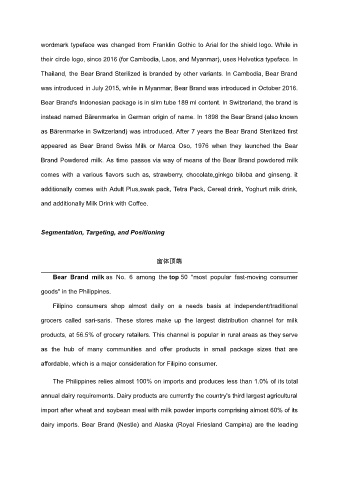 wordmark typeface was changed from Franklin Gothic to Arial for the shield logo. While in
their circle logo, since 2016 (for Cambodia, Laos, and Myanmar), uses Helvetica typeface. In
Thailand, the Bear Brand Sterilized is branded by other variants. In Cambodia, Bear Brand
was introduced in July 2015, while in Myanmar, Bear Brand was introduced in October 2016.
Bear Brand's Indonesian package is in slim tube 189 ml content. In Switzerland, the brand is
instead named Bärenmarke in German origin of name. In 1898 the Bear Brand (also known
as Bärenmarke in Switzerland) was introduced. After 7 years the Bear Brand Sterilized first
appeared as Gear Brand Swiss Milk or Marca Oso, 1976 when they launched the Bear
Brand Powdered milk. As time passes via way of means of the Bear Brand powdered milk
comes with a various flavors such as, strawberry, chocolate,ginkgo biloba and ginseng. it
additionally comes with Adult Plus,swak pack, Tetra Pack, Cereal drink, Yoghurt milk drink,
and additionally Milk Drink with Coffee.
Segmentation, Targeting, and Positioning
窗体顶端
Bear Brand milk as No. 6 among the top 50 "most popular fast-moving consumer
goods" in the Philippines.
Filipino consumers shop almost daily on a needs basis at independent/traditional
grocers called sari-saris. These stores make up the largest distribution channel for milk
products, at 56.5% of grocery retailers. This channel is popular in rural areas as they serve
as the hub of many communities and offer products in small package sizes that are
affordable, which is a major consideration for Filipino consumer.
The Philippines relies almost 100% on imports and produces less than 1.0% of its total
annual dairy requirements. Dairy products are currently the country's third largest agricultural
import after wheat and soybean meal with milk powder imports comprising almost 60% of its
dairy imports. Bear Brand (Nestle) and Alaska (Royal Friesland Campina) are the leading